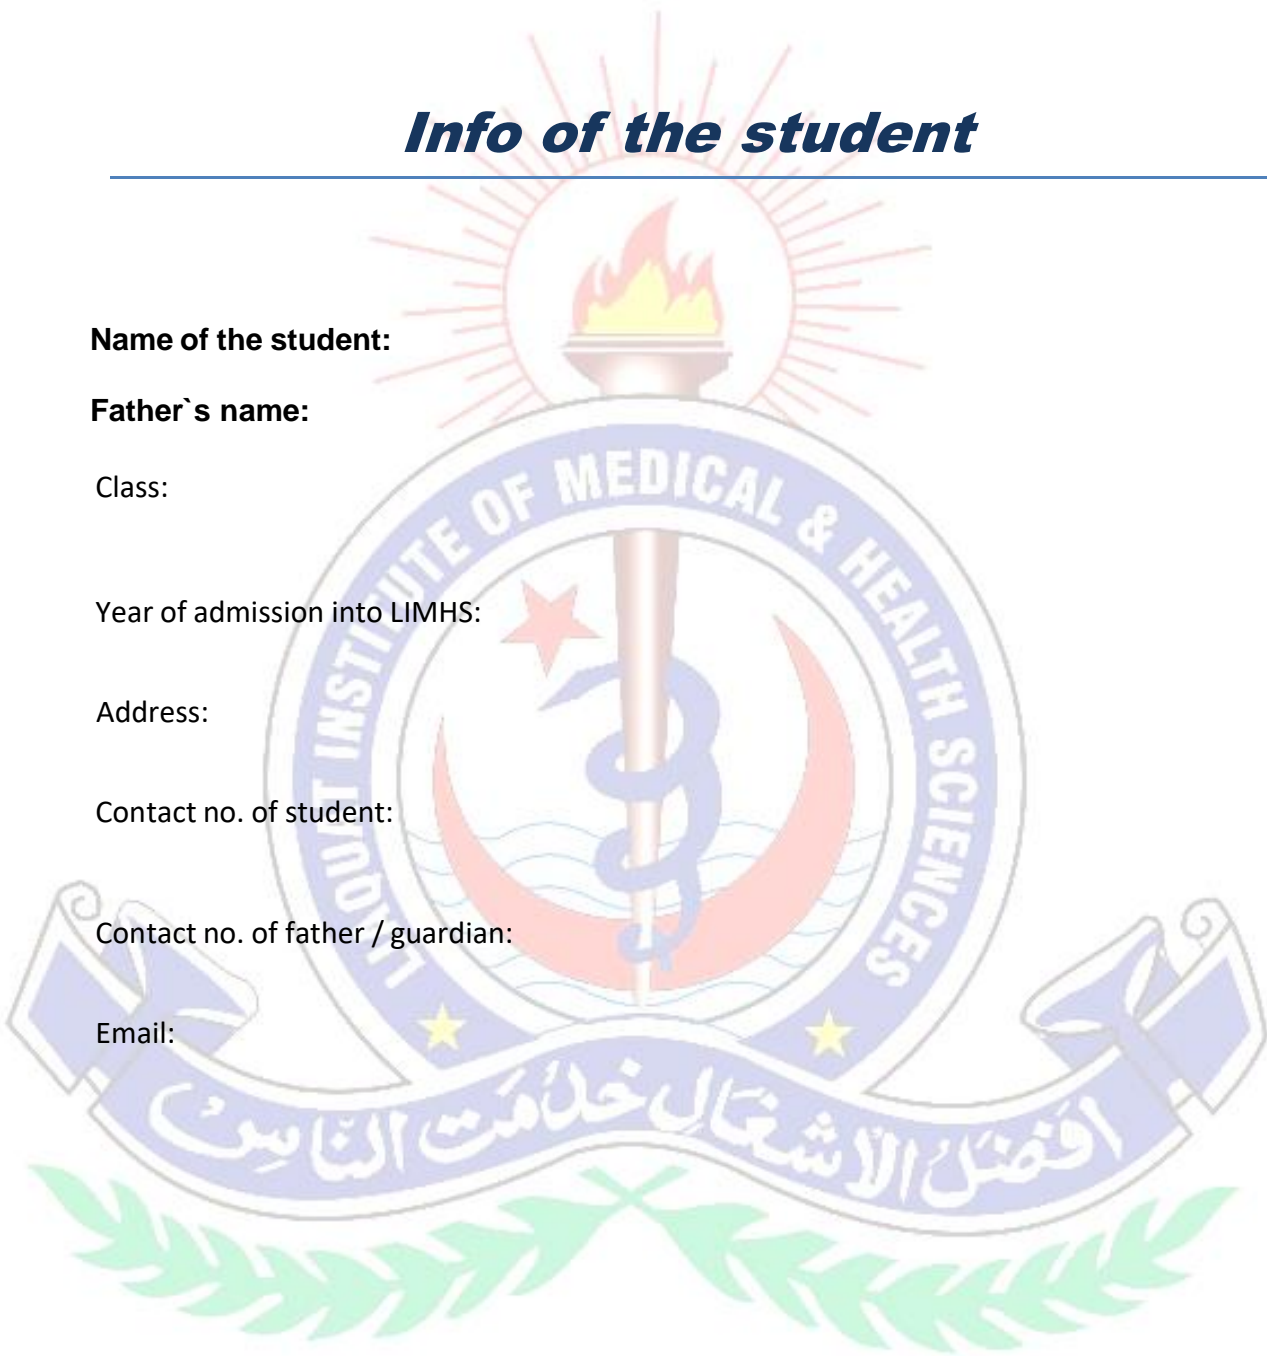 Info of the student
Name of the student:
Father`s name:
Class:
Year of admission into LIMHS:
Address:
Contact no. of student:
Contact no. of father / guardian:
Email:
LIAQUAT INSTITUTE OF MEDICAL & HEALTH SCIENCES
افضل الاشغال خدمت الناس